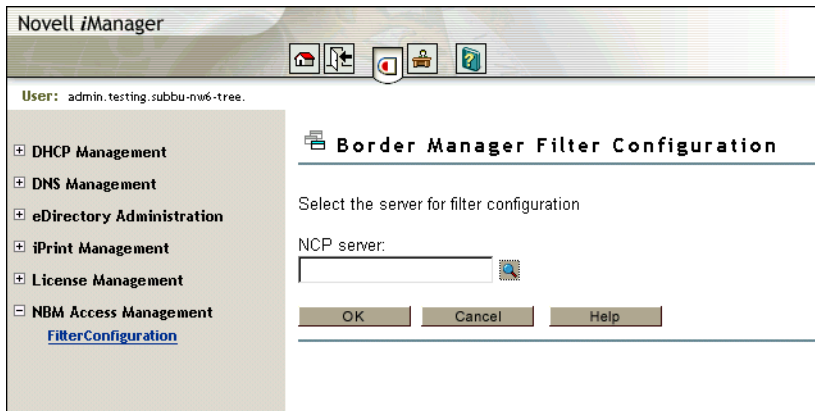 Novell iManager
User: admin.testing.subbu-nw6-tree.
DHCP Management
DNS Management
eDirectory Administration
iPrint Management
License Management
NBM Access Management
FilterConfiguration
Border Manager Filter Configuration
Select the server for filter configuration
NCP server:
OK Cancel Help